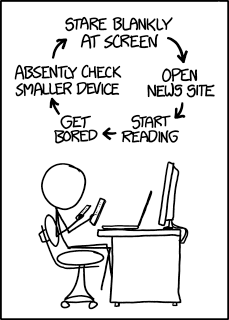 STARE BLANKLY
AT SCREEN
OPEN
NEWS SITE
START
READING
GET
BORED
ABSENTLY CHECK
SMALLER DEVICE